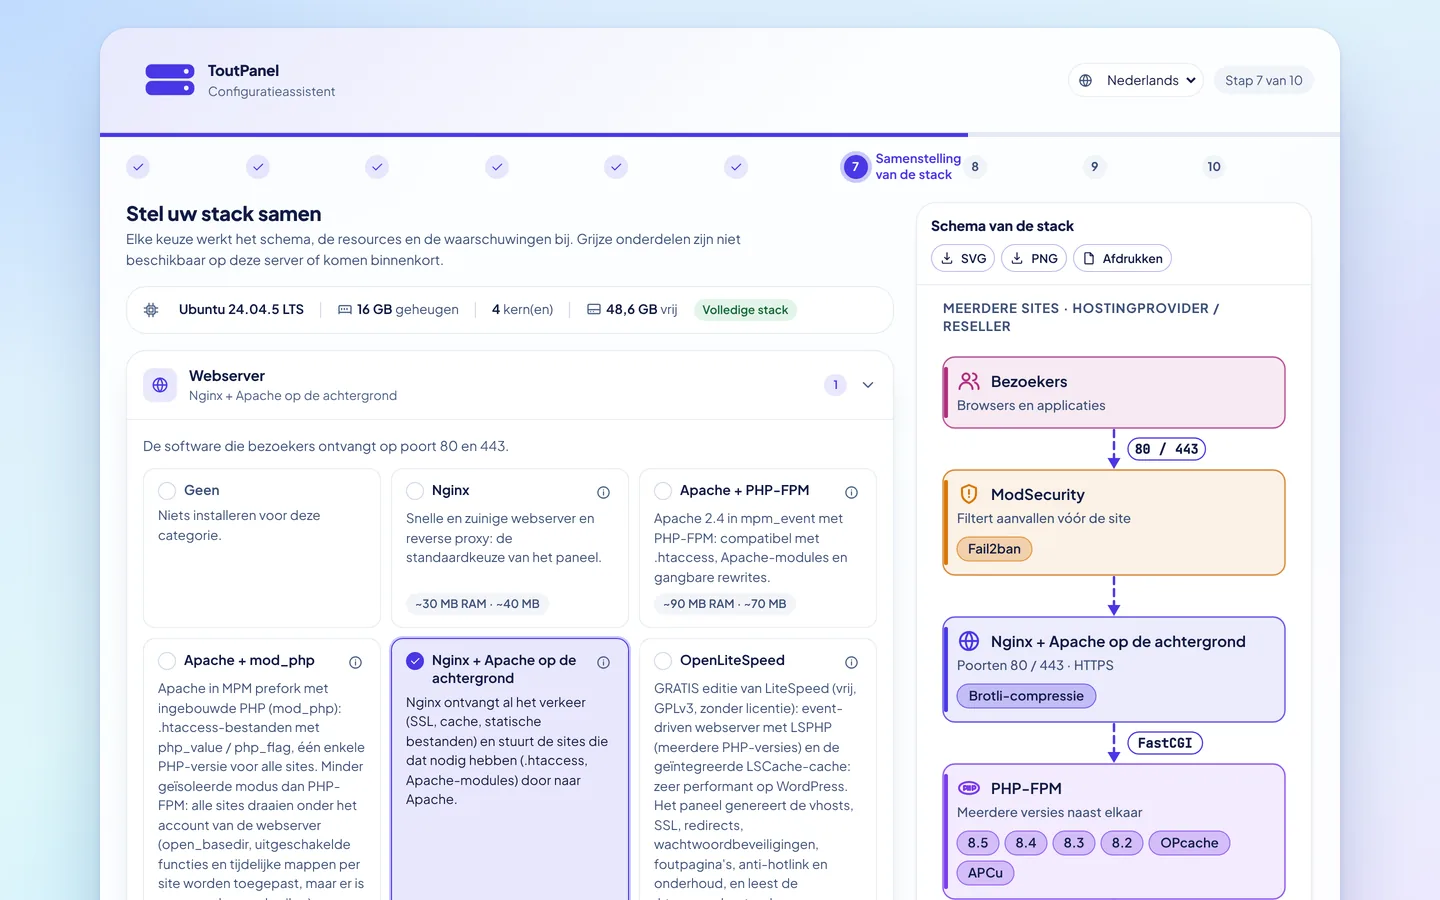 ToutPanel
Configuratieassistent
Nederlands
Stap 7 van 10
7
Samenstelling
van de stack
8
9
10
Stel uw stack samen
Elke keuze werkt het schema, de resources en de waarschuwingen bij. Grijze onderdelen zijn niet
beschikbaar op deze server of komen binnenkort.
Ubuntu 24.04.5 LTS
16 GB geheugen
4 kern(en)
48,6 GB vrij
Volledige stack
Webserver
Nginx + Apache op de achtergrond
1
De software die bezoekers ontvangt op poort 80 en 443.
Geen
Niets installeren voor deze
categorie.
Nginx
Snelle en zuinige webserver en
reverse proxy: de
standaardkeuze van het paneel.
~30 MB RAM · ~40 MB
Apache + PHP-FPM
Apache 2.4 in mpm_event met
PHP-FPM: compatibel met
.htaccess, Apache-modules en
gangbare rewrites.
~90 MB RAM · ~70 MB
Apache + mod_php
Apache in MPM prefork met
ingebouwde PHP (mod_php):
.htaccess-bestanden met
php_value / php_flag, één enkele
PHP-versie voor alle sites. Minder
geïsoleerde modus dan PHP-
FPM: alle sites draaien onder het
account van de webserver
(open_basedir, uitgeschakelde
functies en tijdelijke mappen per
site worden toegepast, maar er is
Nginx + Apache op de
achtergrond
Nginx ontvangt al het verkeer
(SSL, cache, statische
bestanden) en stuurt de sites die
dat nodig hebben (.htaccess,
Apache-modules) door naar
Apache.
OpenLiteSpeed
GRATIS editie van LiteSpeed (vrij,
GPLv3, zonder licentie): event-
driven webserver met LSPHP
(meerdere PHP-versies) en de
geïntegreerde LSCache-cache:
zeer performant op WordPress.
Het paneel genereert de vhosts,
SSL, redirects,
wachtwoordbeveiligingen,
foutpagina's, anti-hotlink en
onderhoud, en leest de
Schema van de stack
SVG
PNG
Afdrukken
MEERDERE SITES · HOSTINGPROVIDER /
RESELLER
Bezoekers
Browsers en applicaties
80 / 443
ModSecurity
Filtert aanvallen vóór de site
Fail2ban
Nginx + Apache op de achtergrond
Poorten 80 / 443 · HTTPS
Brotli-compressie
FastCGI
PHP-FPM
Meerdere versies naast elkaar
8.5
8.4
8.3
8.2
OPcache
APCu